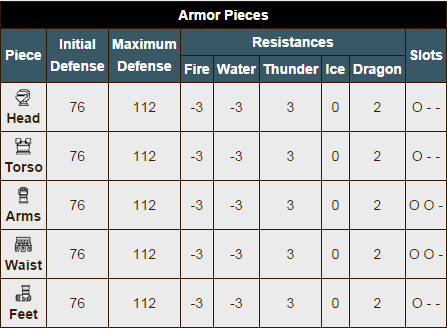 Armor Pieces
Piece Initial Defense Maximum Defense Resistances Slots
Fire Water Thunder Ice Dragon
Head 76 112 -3 -3 3 0 2 O - -
Torso 76 112 -3 -3 3 0 2 O - -
Arms 76 112 -3 -3 3 0 2 O O -
Waist 76 112 -3 -3 3 0 2 O O -
Feet 76 112 -3 -3 3 0 2 O - -